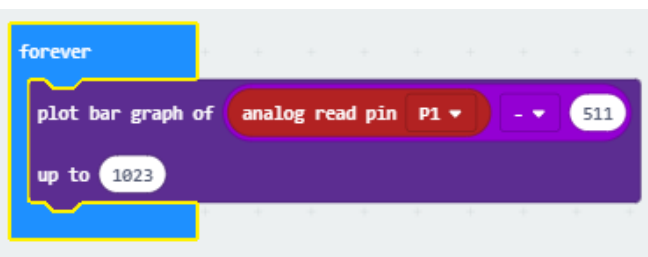 forever
plot bar graph of analog read pin P1 - 511
up to 1023